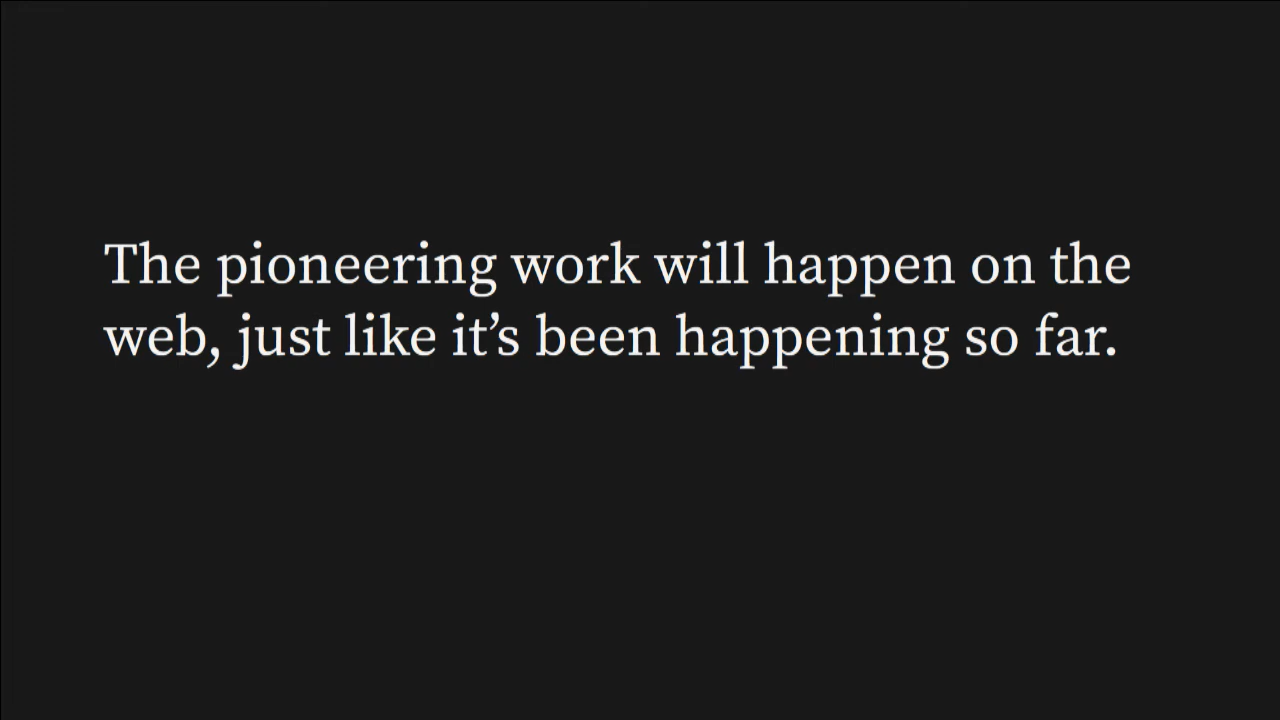 The pioneering work will happen on the
web, just like it’s been happening so far.